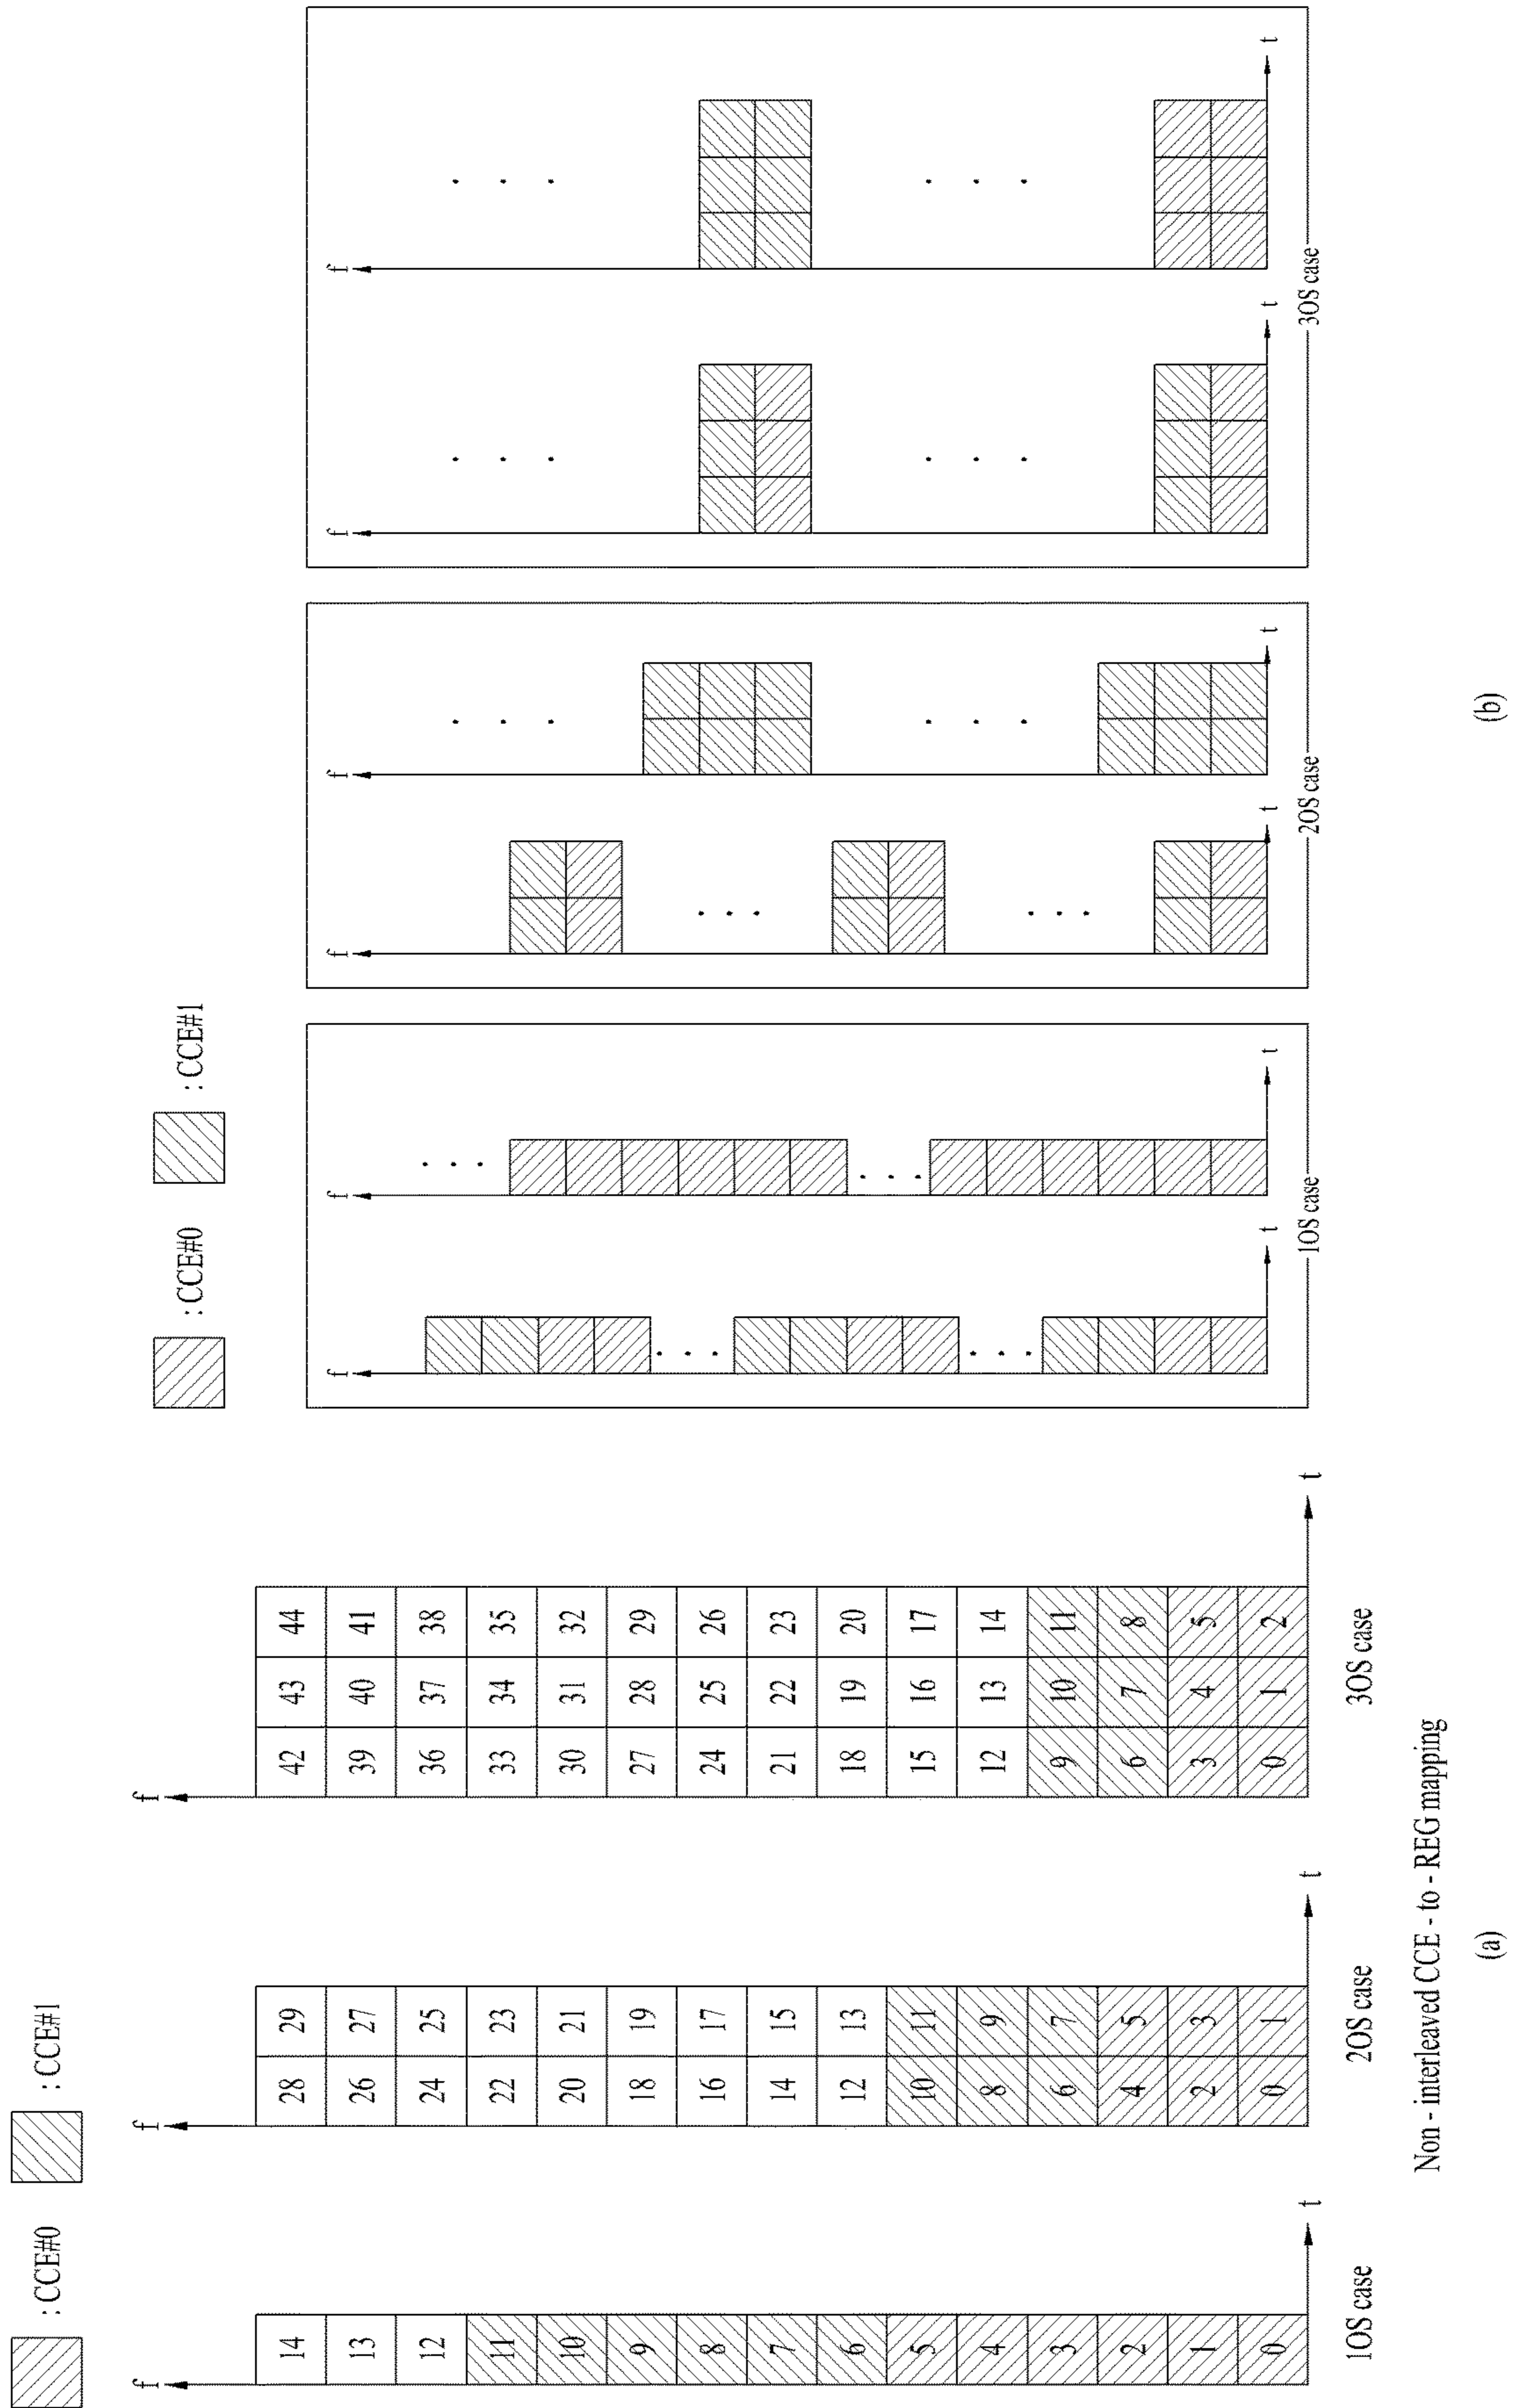 : CCE#0 : CCE#1
f f f
14 28 29 42 43 44
13 26 27 39 40 41
12 24 25 36 37 38
11 22 23 33 34 35
10 20 21 30 31 32
9 18 19 27 28 29
8 16 17 24 25 26
7 14 15 21 22 23
6 12 13 18 19 20
5 10 11 15 16 17
4 8 9 12 13 14
3 6 7 9 10 11
2 4 5 6 7 8
1 2 3 3 4 5
0 0 1 0 1 2
t t t
1OS case 2OS case 3OS case
Non - interleaved CCE - to - REG mapping
(a)
: CCE#0 : CCE#1
f f f f f f
t t t t t t
1OS case 2OS case 3OS case
(b)